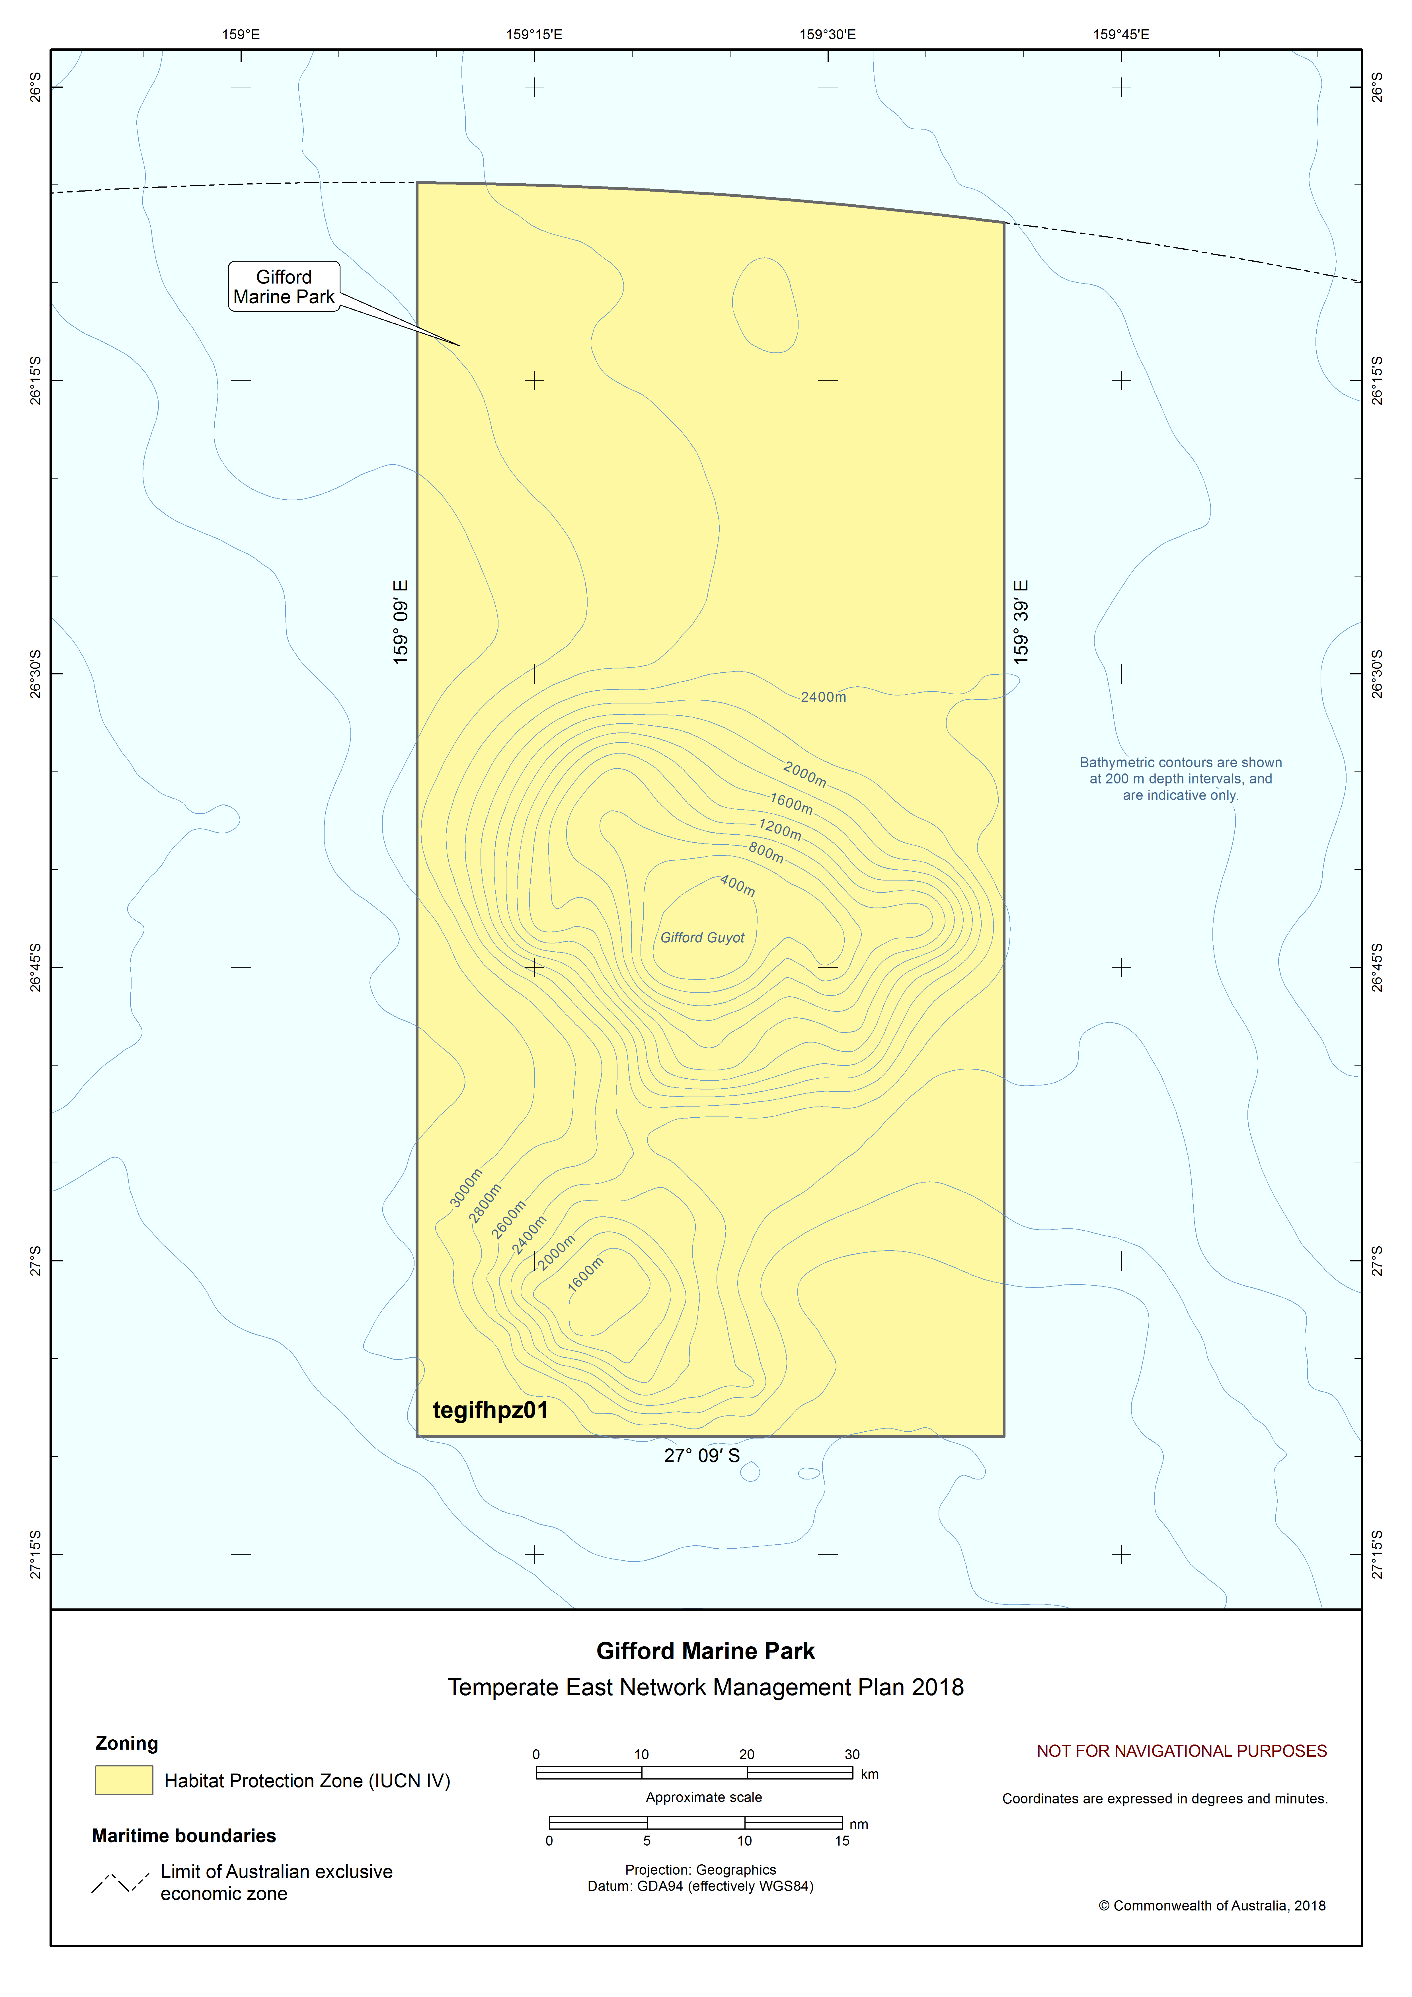 159°E
159°15'E
159°30'E
159°45'E
26°S
26°S
Gifford
Marine Park
26°15'S
26°15'S
159° 09′ E
159° 39′ E
26°30'S
26°30'S
2400m
2000m
1600m
1200m
800m
400m
Bathymetric contours are shown
at 200 m depth intervals, and
are indicative only.
Gifford Guyot
26°45'S
26°45'S
3000m
2800m
2600m
2400m
2000m
1600m
27°S
27°S
tegifhpz01
27° 09′ S
27°15'S
27°15'S
Gifford Marine Park
Temperate East Network Management Plan 2018
Zoning
Habitat Protection Zone (IUCN IV)
Maritime boundaries
Limit of Australian exclusive
economic zone
0 10 20 30
km
Approximate scale
nm
0 5 10 15
Projection: Geographics
Datum: GDA94 (effectively WGS84)
NOT FOR NAVIGATIONAL PURPOSES
Coordinates are expressed in degrees and minutes.
© Commonwealth of Australia, 2018